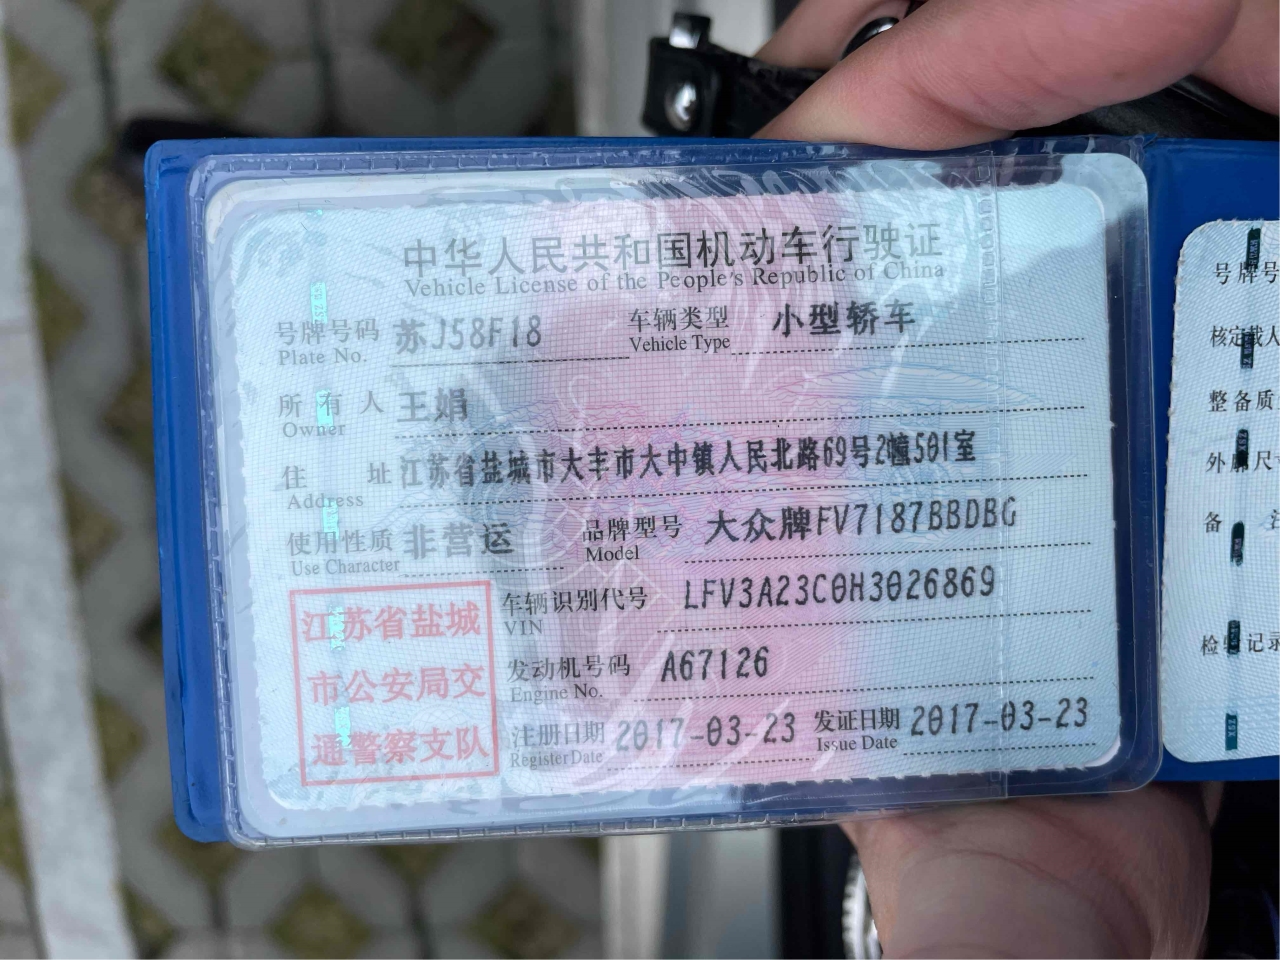 中华人民共和国机动车行驶证
Vehicle License of the People's Republic of China
号牌号码 苏J58F18 车辆类型 小型轿车
Plate No. Vehicle Type
所有人 王娟
Owner
住址 江苏省盐城市大丰市大中镇人民北路69号2幢501室
Address
使用性质 非营运 品牌型号 大众牌FV7187BBDBG
Use Character Model
车辆识别代号 LFV3A23C0H3026869
VIN
发动机号码 A67126
Engine No.
注册日期 2017-03-23 发证日期 2017-03-23
Register Date Issue Date
江苏省盐城
市公安局交
通警察支队
号牌号
核定载人
整备质
外廓尺
备
检验记录